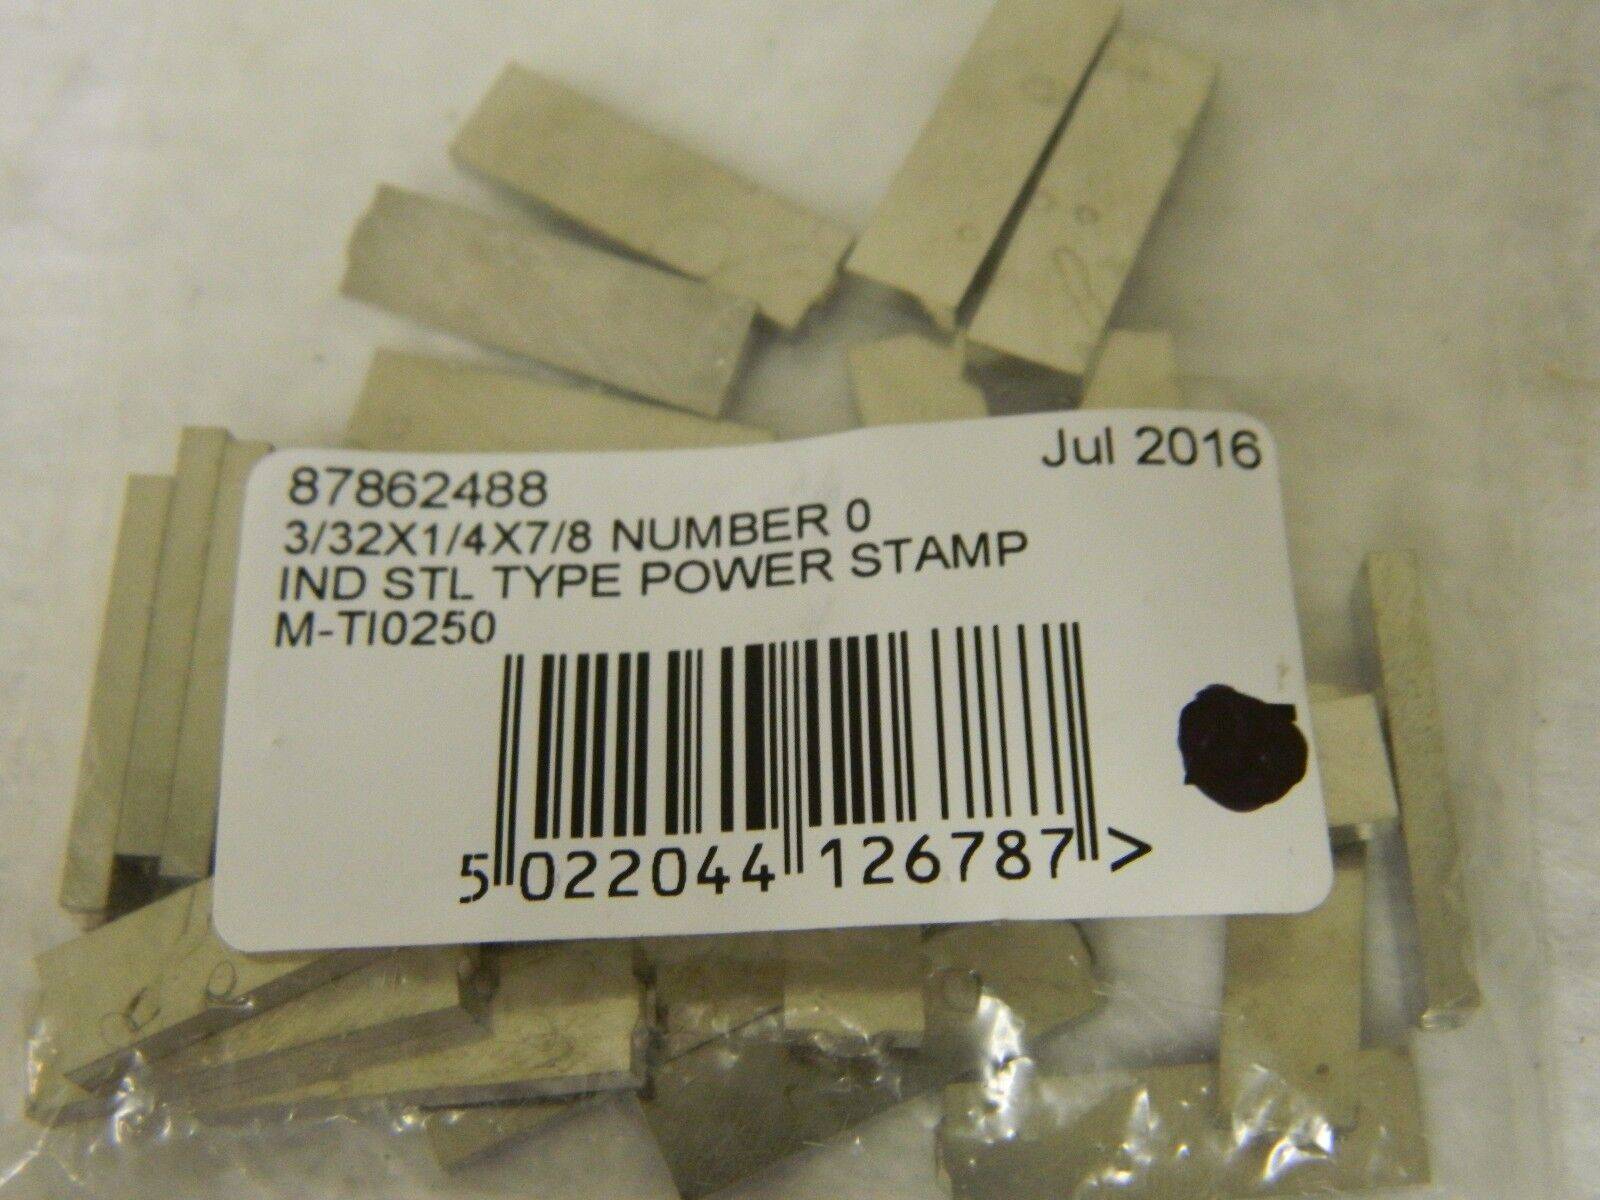 87862488
Jul 2016
3/32X1/4X7/8 NUMBER 0
IND STL TYPE POWER STAMP
M-TI0250
5 022044 126787 >